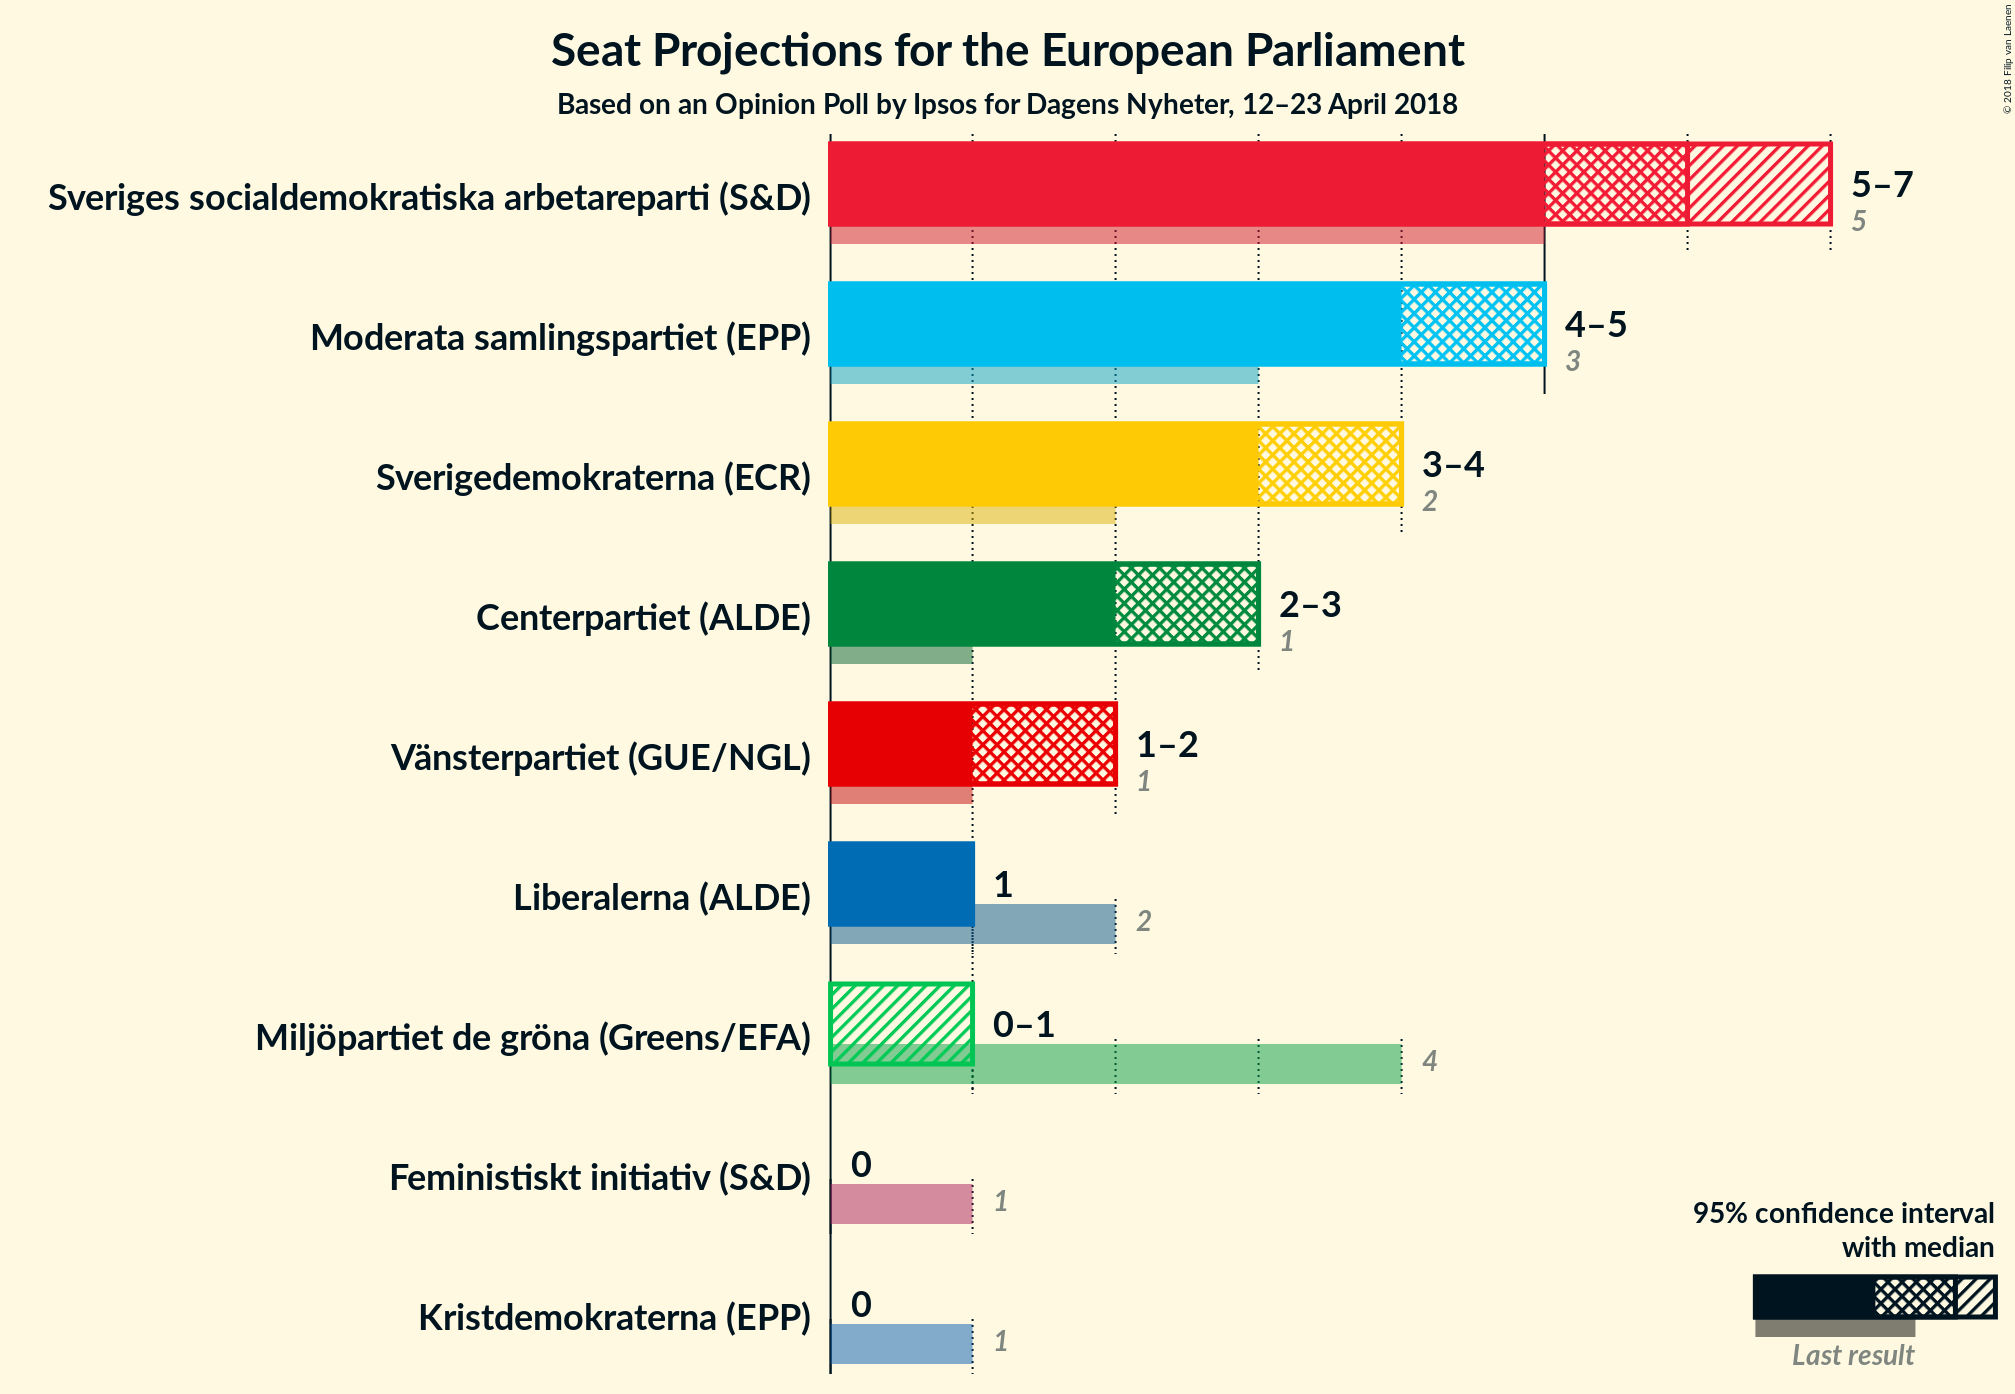 Seat Projections for the European Parliament
Based on an Opinion Poll by Ipsos for Dagens Nyheter, 12–23 April 2018
© 2018 Filip van Laenen
Sveriges socialdemokratiska arbetareparti (S&D)
5–7
5
Moderata samlingspartiet (EPP)
4–5
3
Sverigedemokraterna (ECR)
3–4
2
Centerpartiet (ALDE)
2–3
1
Vänsterpartiet (GUE/NGL)
1–2
1
Liberalerna (ALDE)
1
2
Miljöpartiet de gröna (Greens/EFA)
0–1
4
Feministiskt initiativ (S&D)
0
1
Kristdemokraterna (EPP)
0
1
95% confidence interval
with median
Last result